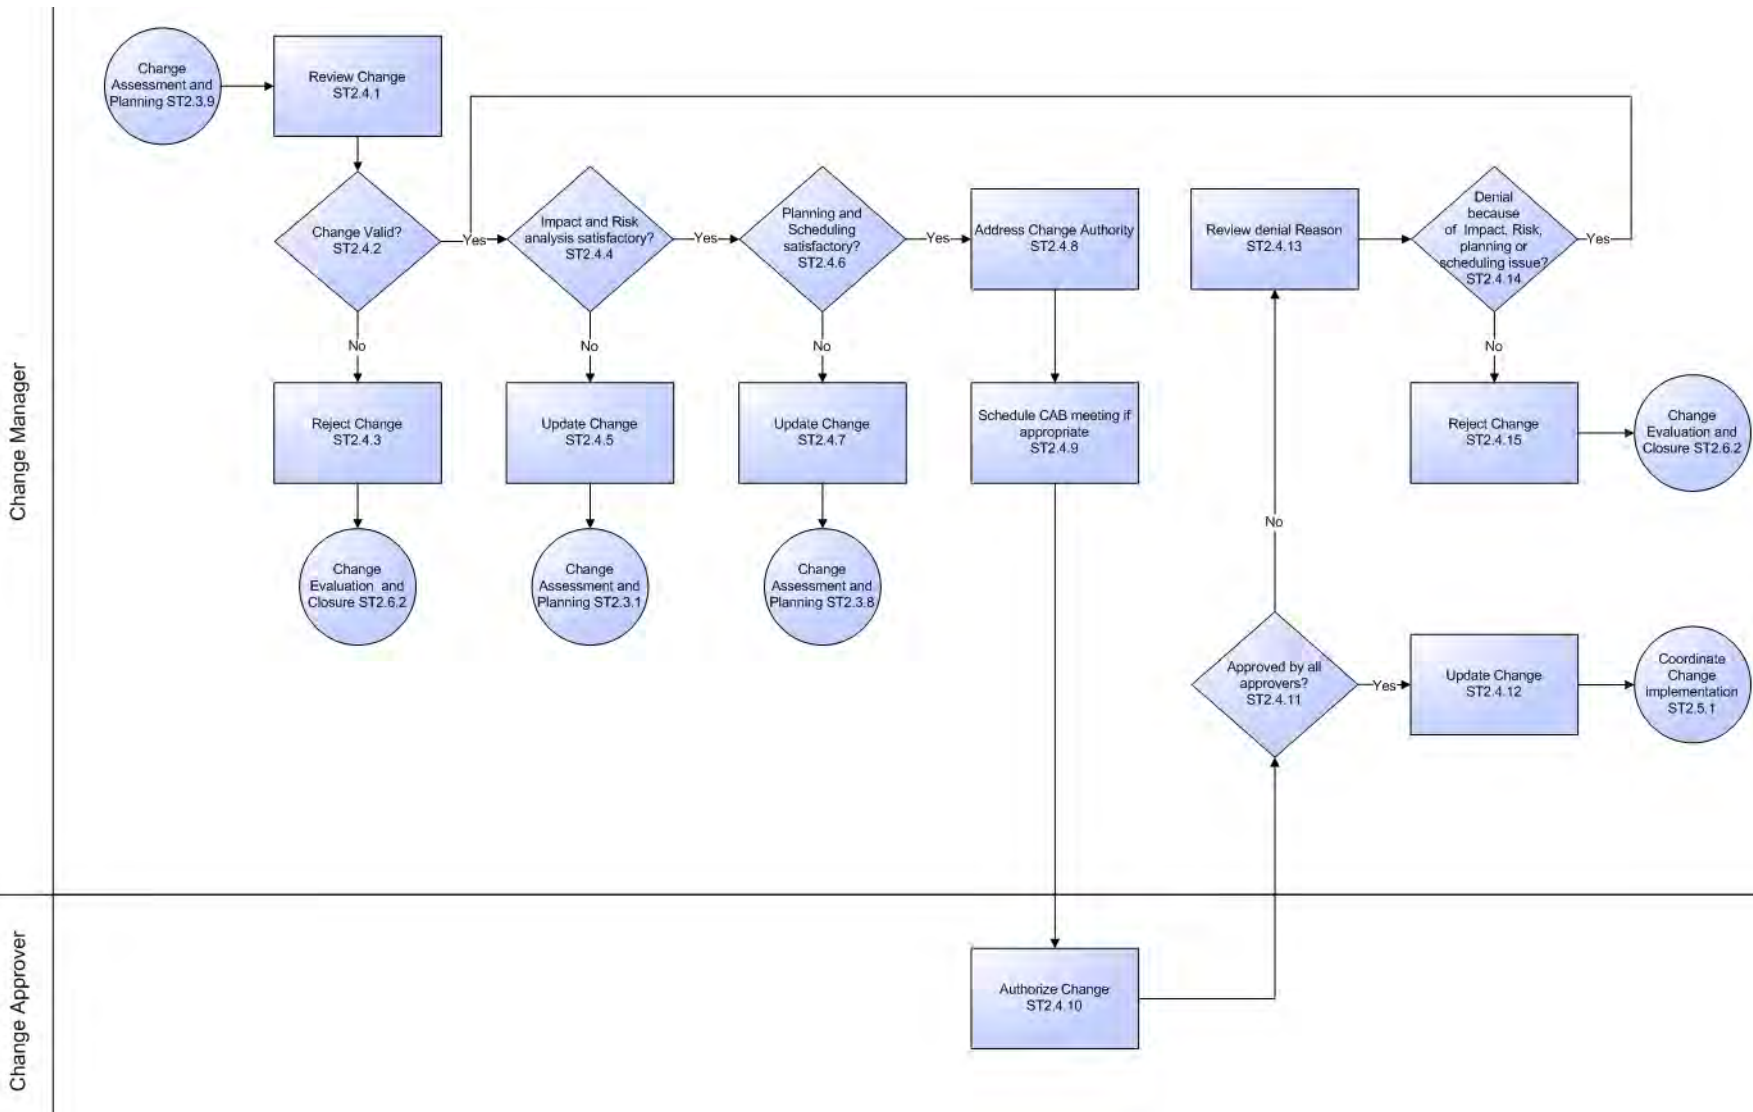 Change
Assessment and
Planning ST2.3.9
Review Change
ST2.4.1
Change Valid?
ST2.4.2
Yes
Impact and Risk
analysis satisfactory?
ST2.4.4
Yes
Planning and
Scheduling
satisfactory?
ST2.4.6
Yes
Address Change Authority
ST2.4.8
Review denial Reason
ST2.4.13
Denial
because
of Impact, Risk,
planning or
scheduling issue?
ST2.4.14
Yes
No
No
No
No
Reject Change
ST2.4.3
Update Change
ST2.4.5
Update Change
ST2.4.7
Schedule CAB meeting if
appropriate
ST2.4.9
Reject Change
ST2.4.15
Change
Evaluation and
Closure ST2.6.2
Change Manager
No
Change
Evaluation and
Closure ST2.6.2
Change
Assessment and
Planning ST2.3.1
Change
Assessment and
Planning ST2.3.8
Approved by all
approvers?
ST2.4.11
Yes
Update Change
ST2.4.12
Coordinate
Change
implementation
ST2.5.1
Change Approver
Authorize Change
ST2.4.10